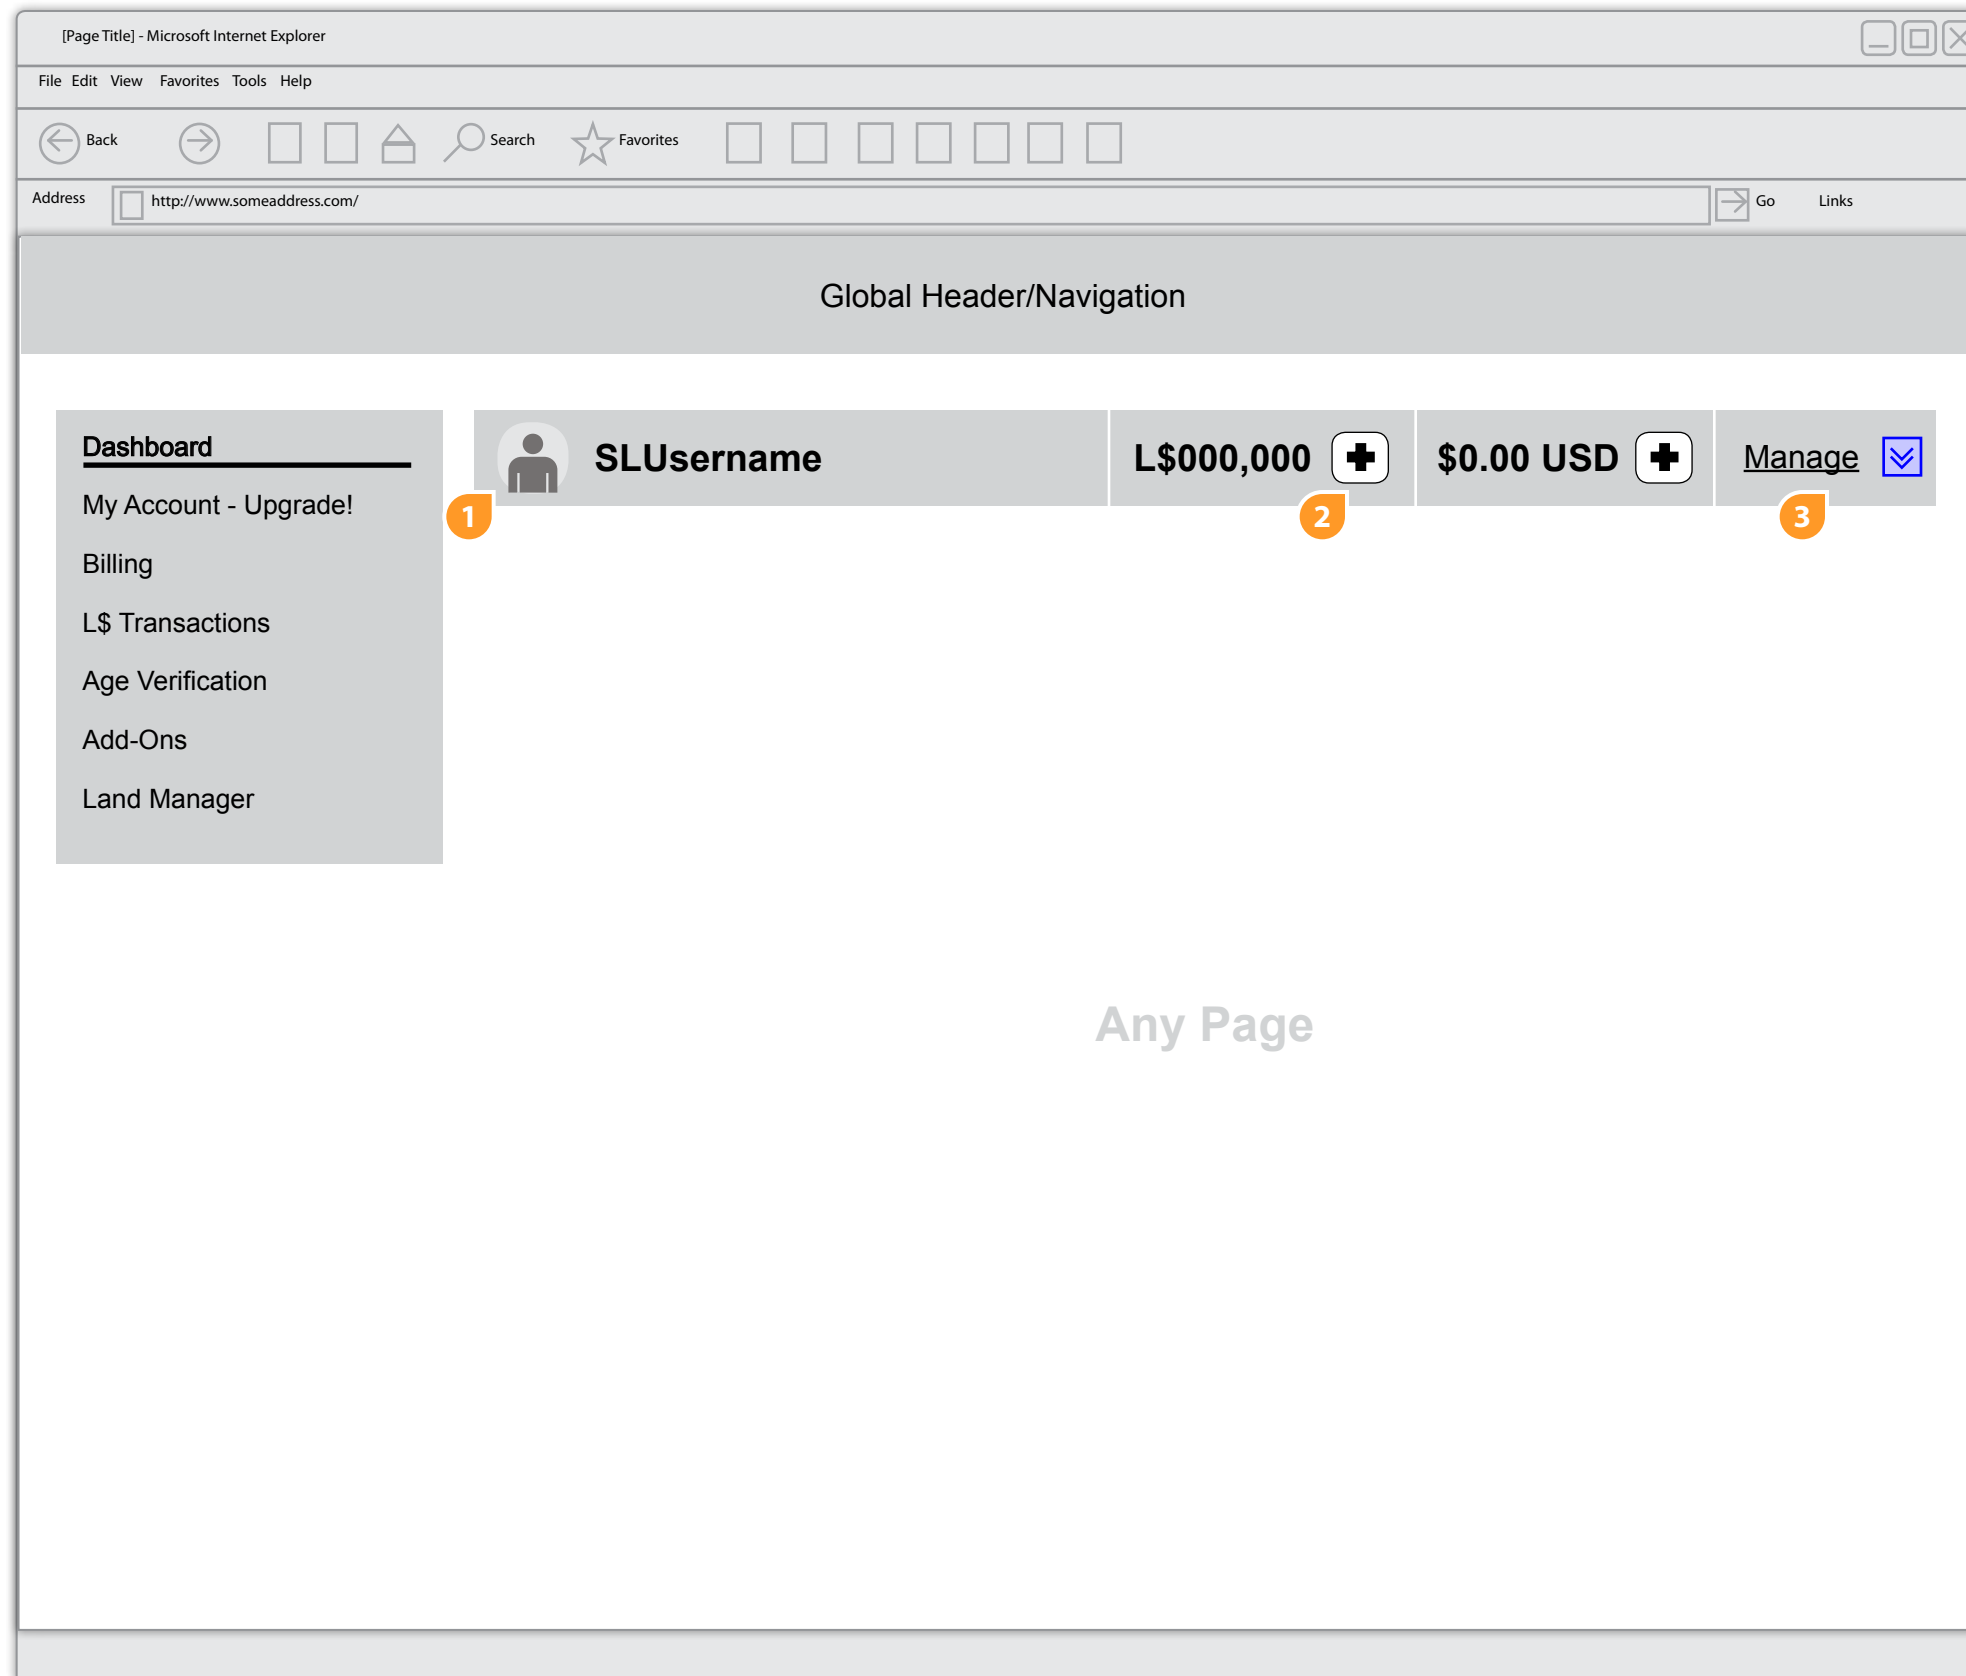 [Page Title] - Microsoft Internet Explorer
File Edit View Favorites Tools Help
Back Search Favorites
Address http://www.someaddress.com/ Go Links
Global Header/Navigation
Dashboard
My Account - Upgrade!
Billing
L$ Transactions
Age Verification
Add-Ons
Land Manager
SLUsername L$000,000 $0.00 USD Manage
1 2 3
Any Page